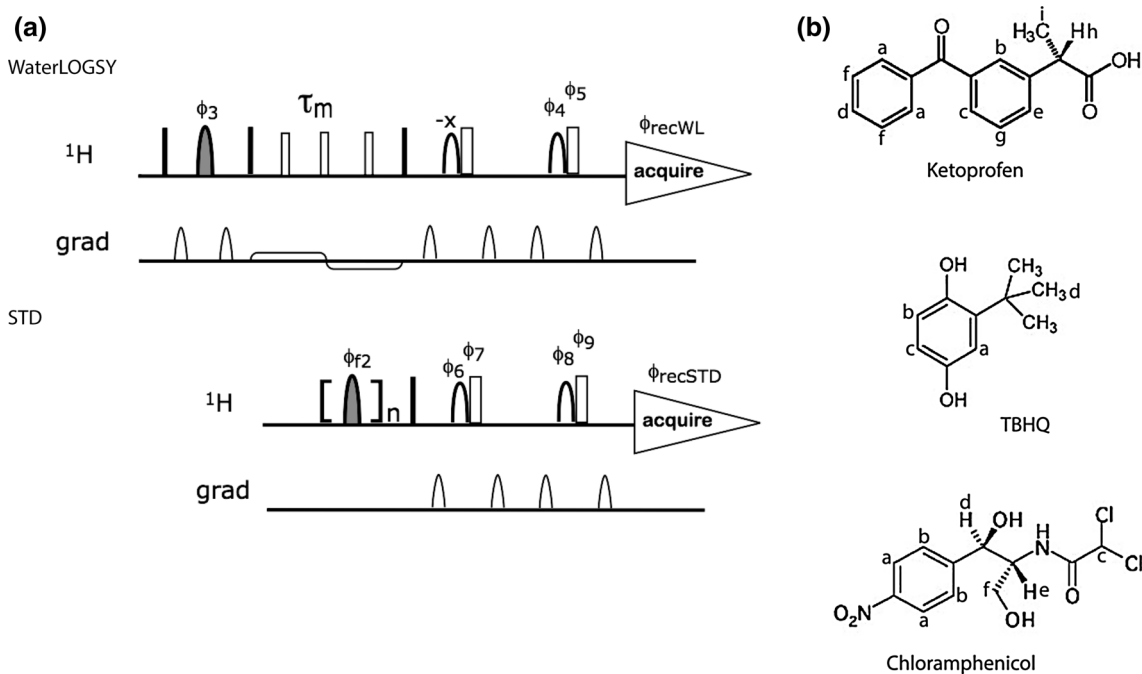 (a)
WaterLOGSY
ϕ3
τm
-x
ϕ4
ϕ5
ϕrecWL
1H
acquire
grad
STD
ϕf2
n
ϕ6
ϕ7
ϕ8
ϕ9
ϕrecSTD
1H
acquire
grad
(b)
i
H3C
Hh
O
a
b
OH
f
O
d
a
c
e
f
g
Ketoprofen
OH
CH3
CH3 d
b
CH3
c
a
OH
TBHQ
Cl
d
H
OH
H
N
b
a
c
Cl
f
H e
O
b
O2N
a
OH
Chloramphenicol